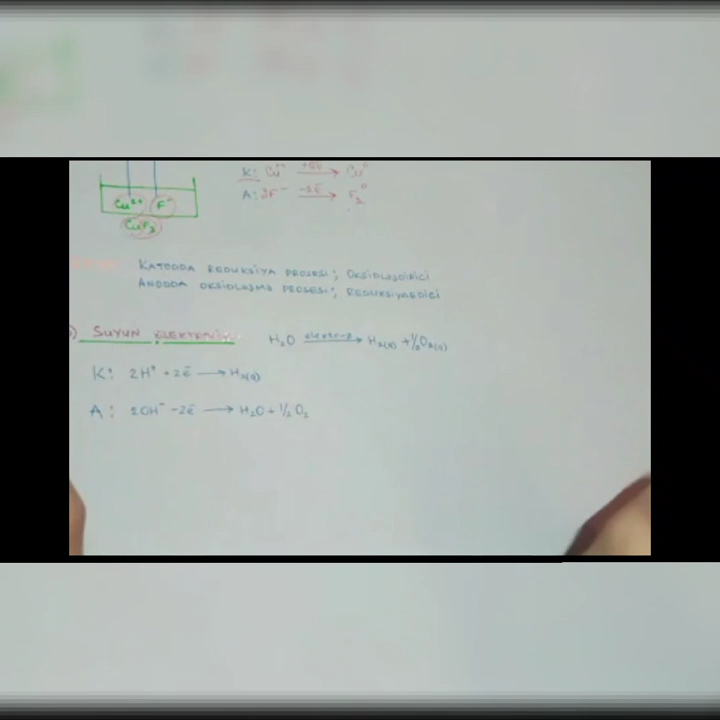 K: Cu²⁺ +2ē → Cu⁰
A: 2F⁻ -2ē → F₂⁰
Cu²⁺ F⁻
CuF₂
KATODDA REDUKSİYA PROSESİ; OKSİDLƏŞDİRİCİ
ANODDA OKSİDLƏŞMƏ PROSESİ; REDUKSİYAEDİCİ
) SUYUN ELEKTROLİZİ H₂O elektroliz → H₂(q) + ½O₂(q)
K: 2H⁺ + 2ē → H₂(q)
A: 2OH⁻ - 2ē → H₂O + ½ O₂